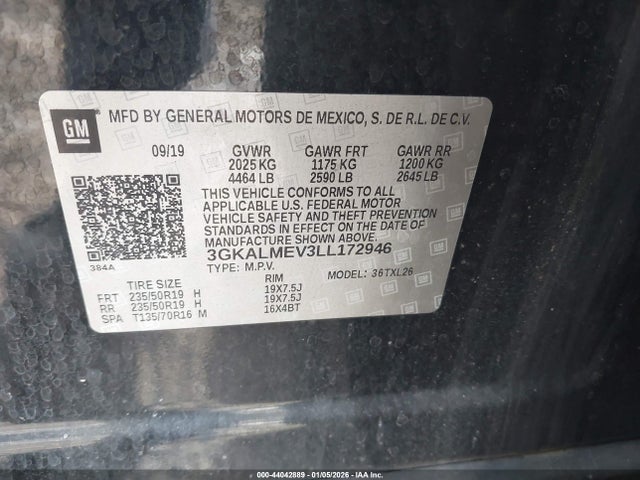 GM
MFD BY GENERAL MOTORS DE MEXICO, S. DE R.L. DE C.V.
09/19 GVWR GAWR FRT GAWR RR
2025 KG 1175 KG 1200 KG
4464 LB 2590 LB 2645 LB
THIS VEHICLE CONFORMS TO ALL
APPLICABLE U.S. FEDERAL MOTOR
VEHICLE SAFETY AND THEFT PREVENTION
STANDARDS IN EFFECT ON THE DATE OF
MANUFACTURE SHOWN ABOVE.
3GKALMEV3LL172946
TYPE: M.P.V. MODEL: 36TXL26
384A
TIRE SIZE RIM
FRT 235/50R19 H 19X7.5J
RR 235/50R19 H 19X7.5J
SPA T135/70R16 M 16X4BT
000-44042889 - 01/05/2026 - IAA Inc.